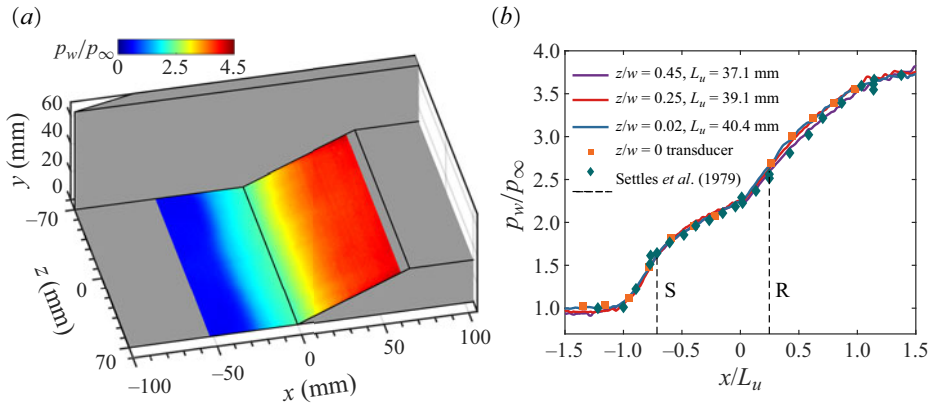 (a)
p_w/p_∞
0 2.5 4.5
60
40
20
0
y (mm)
–70
0
70
z (mm)
–100 –50 0 50 100
x (mm)
(b)
4.0
3.5
3.0
2.5
2.0
1.5
1.0
p_w/p_∞
z/w = 0.45, L_u = 37.1 mm
z/w = 0.25, L_u = 39.1 mm
z/w = 0.02, L_u = 40.4 mm
z/w = 0 transducer
Settles et al. (1979)
S R
–1.5 –1.0 –0.5 0 0.5 1.0 1.5
x/L_u